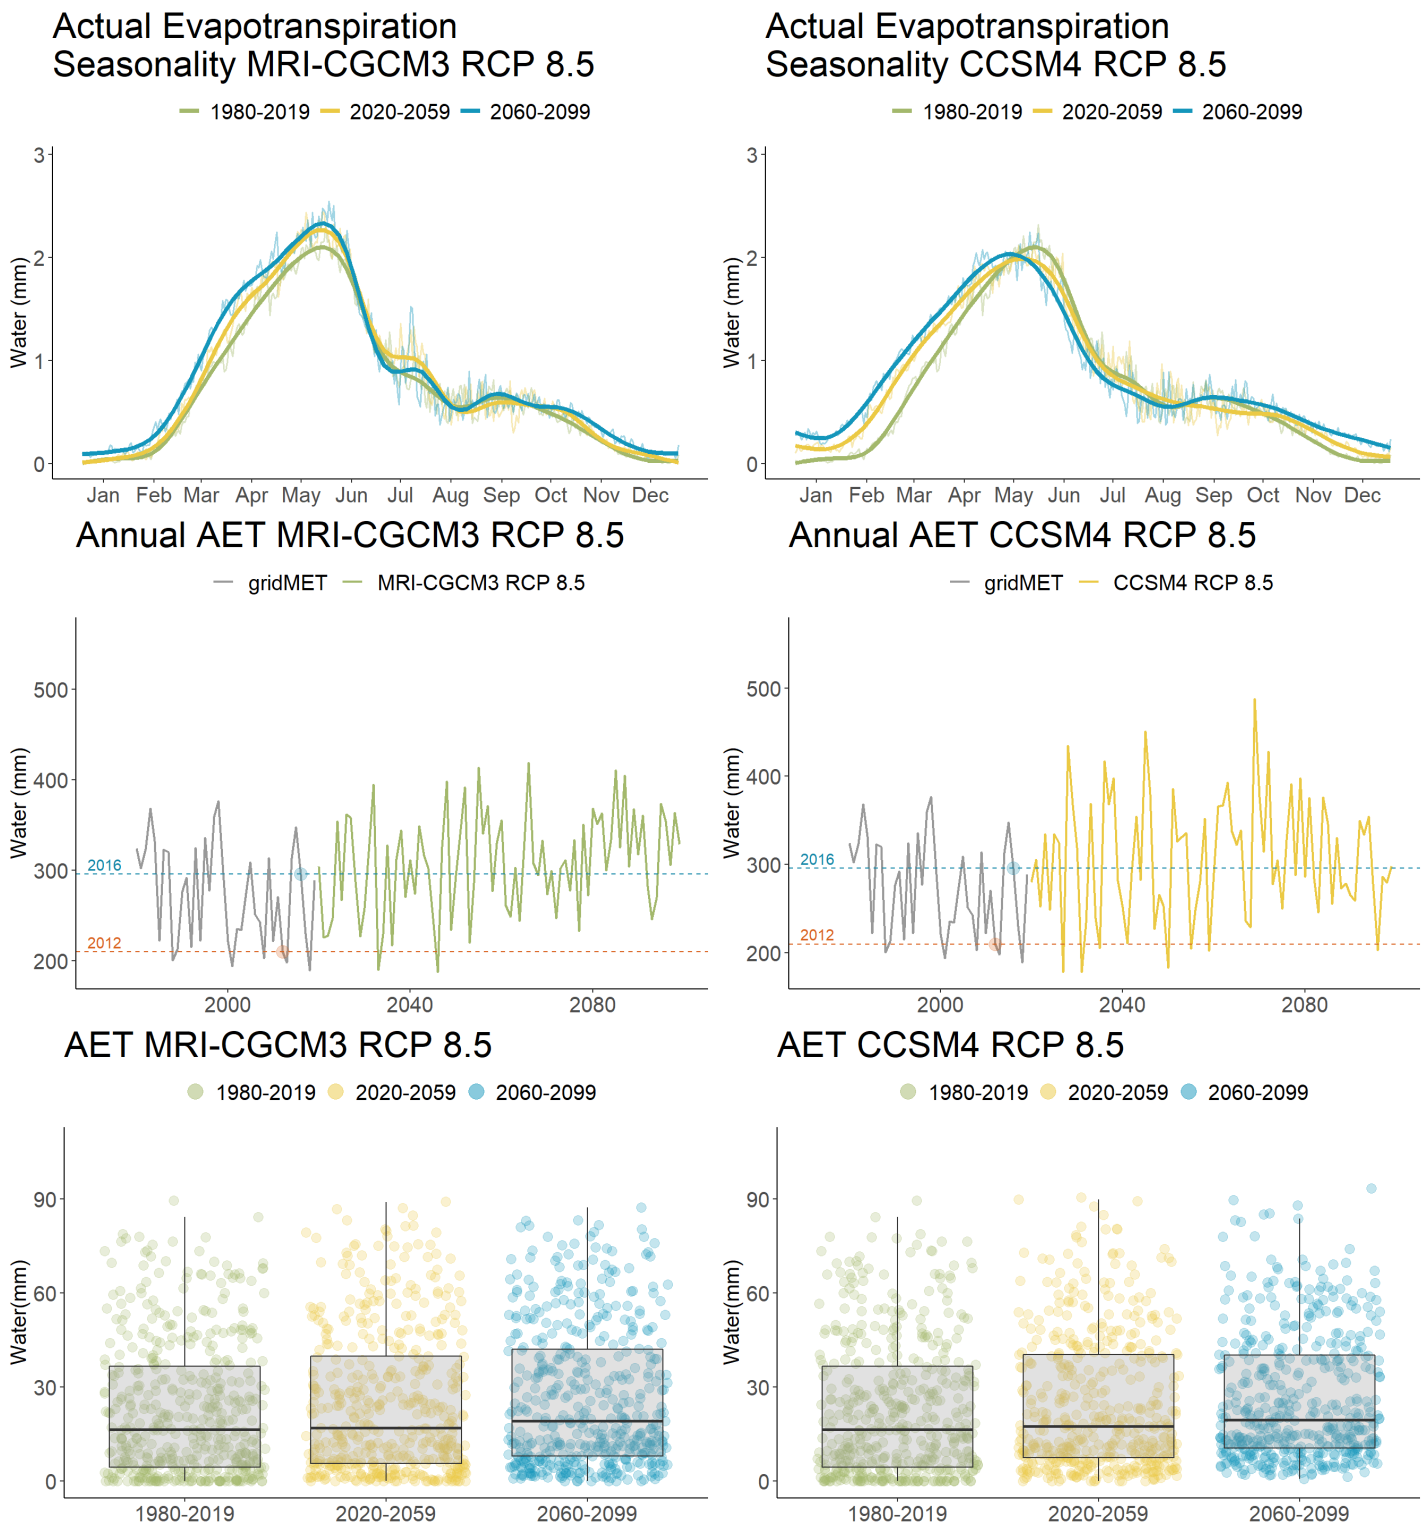 Actual Evapotranspiration
Seasonality MRI-CGCM3 RCP 8.5
1980-2019 2020-2059 2060-2099
3
2
1
0
Water (mm)
Jan Feb Mar Apr May Jun Jul Aug Sep Oct Nov Dec
Actual Evapotranspiration
Seasonality CCSM4 RCP 8.5
1980-2019 2020-2059 2060-2099
3
2
1
0
Water (mm)
Jan Feb Mar Apr May Jun Jul Aug Sep Oct Nov Dec
Annual AET MRI-CGCM3 RCP 8.5
gridMET MRI-CGCM3 RCP 8.5
500
400
300
200
Water (mm)
2016
2012
2000 2040 2080
Annual AET CCSM4 RCP 8.5
gridMET CCSM4 RCP 8.5
500
400
300
200
Water (mm)
2016
2012
2000 2040 2080
AET MRI-CGCM3 RCP 8.5
1980-2019 2020-2059 2060-2099
90
60
30
0
Water(mm)
1980-2019 2020-2059 2060-2099
AET CCSM4 RCP 8.5
1980-2019 2020-2059 2060-2099
90
60
30
0
Water(mm)
1980-2019 2020-2059 2060-2099